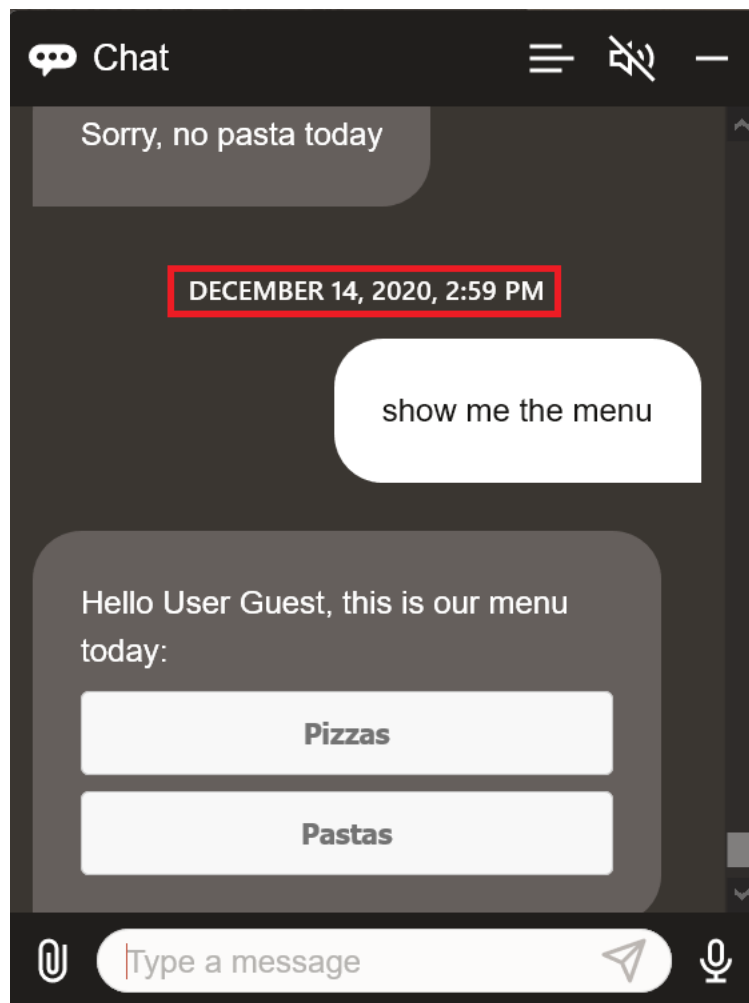 Chat
Sorry, no pasta today
DECEMBER 14, 2020, 2:59 PM
show me the menu
Hello User Guest, this is our menu
today:
Pizzas
Pastas
Type a message